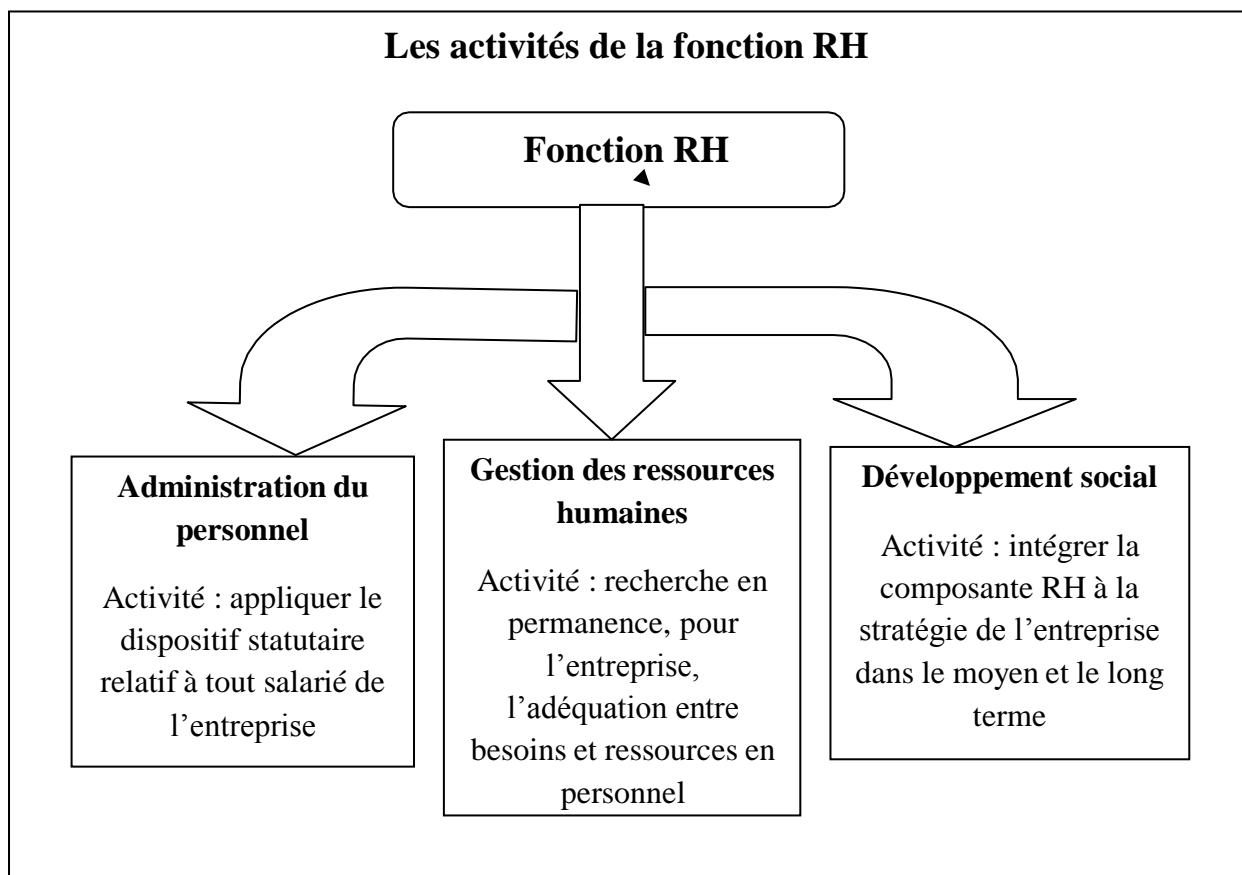 Les activités de la fonction RH
Fonction RH
Administration du
personnel
Activité : appliquer le
dispositif statutaire
relatif à tout salarié de
l’entreprise
Gestion des ressources
humaines
Activité : recherche en
permanence, pour
l’entreprise,
l’adéquation entre
besoins et ressources en
personnel
Développement social
Activité : intégrer la
composante RH à la
stratégie de l’entreprise
dans le moyen et le long
terme